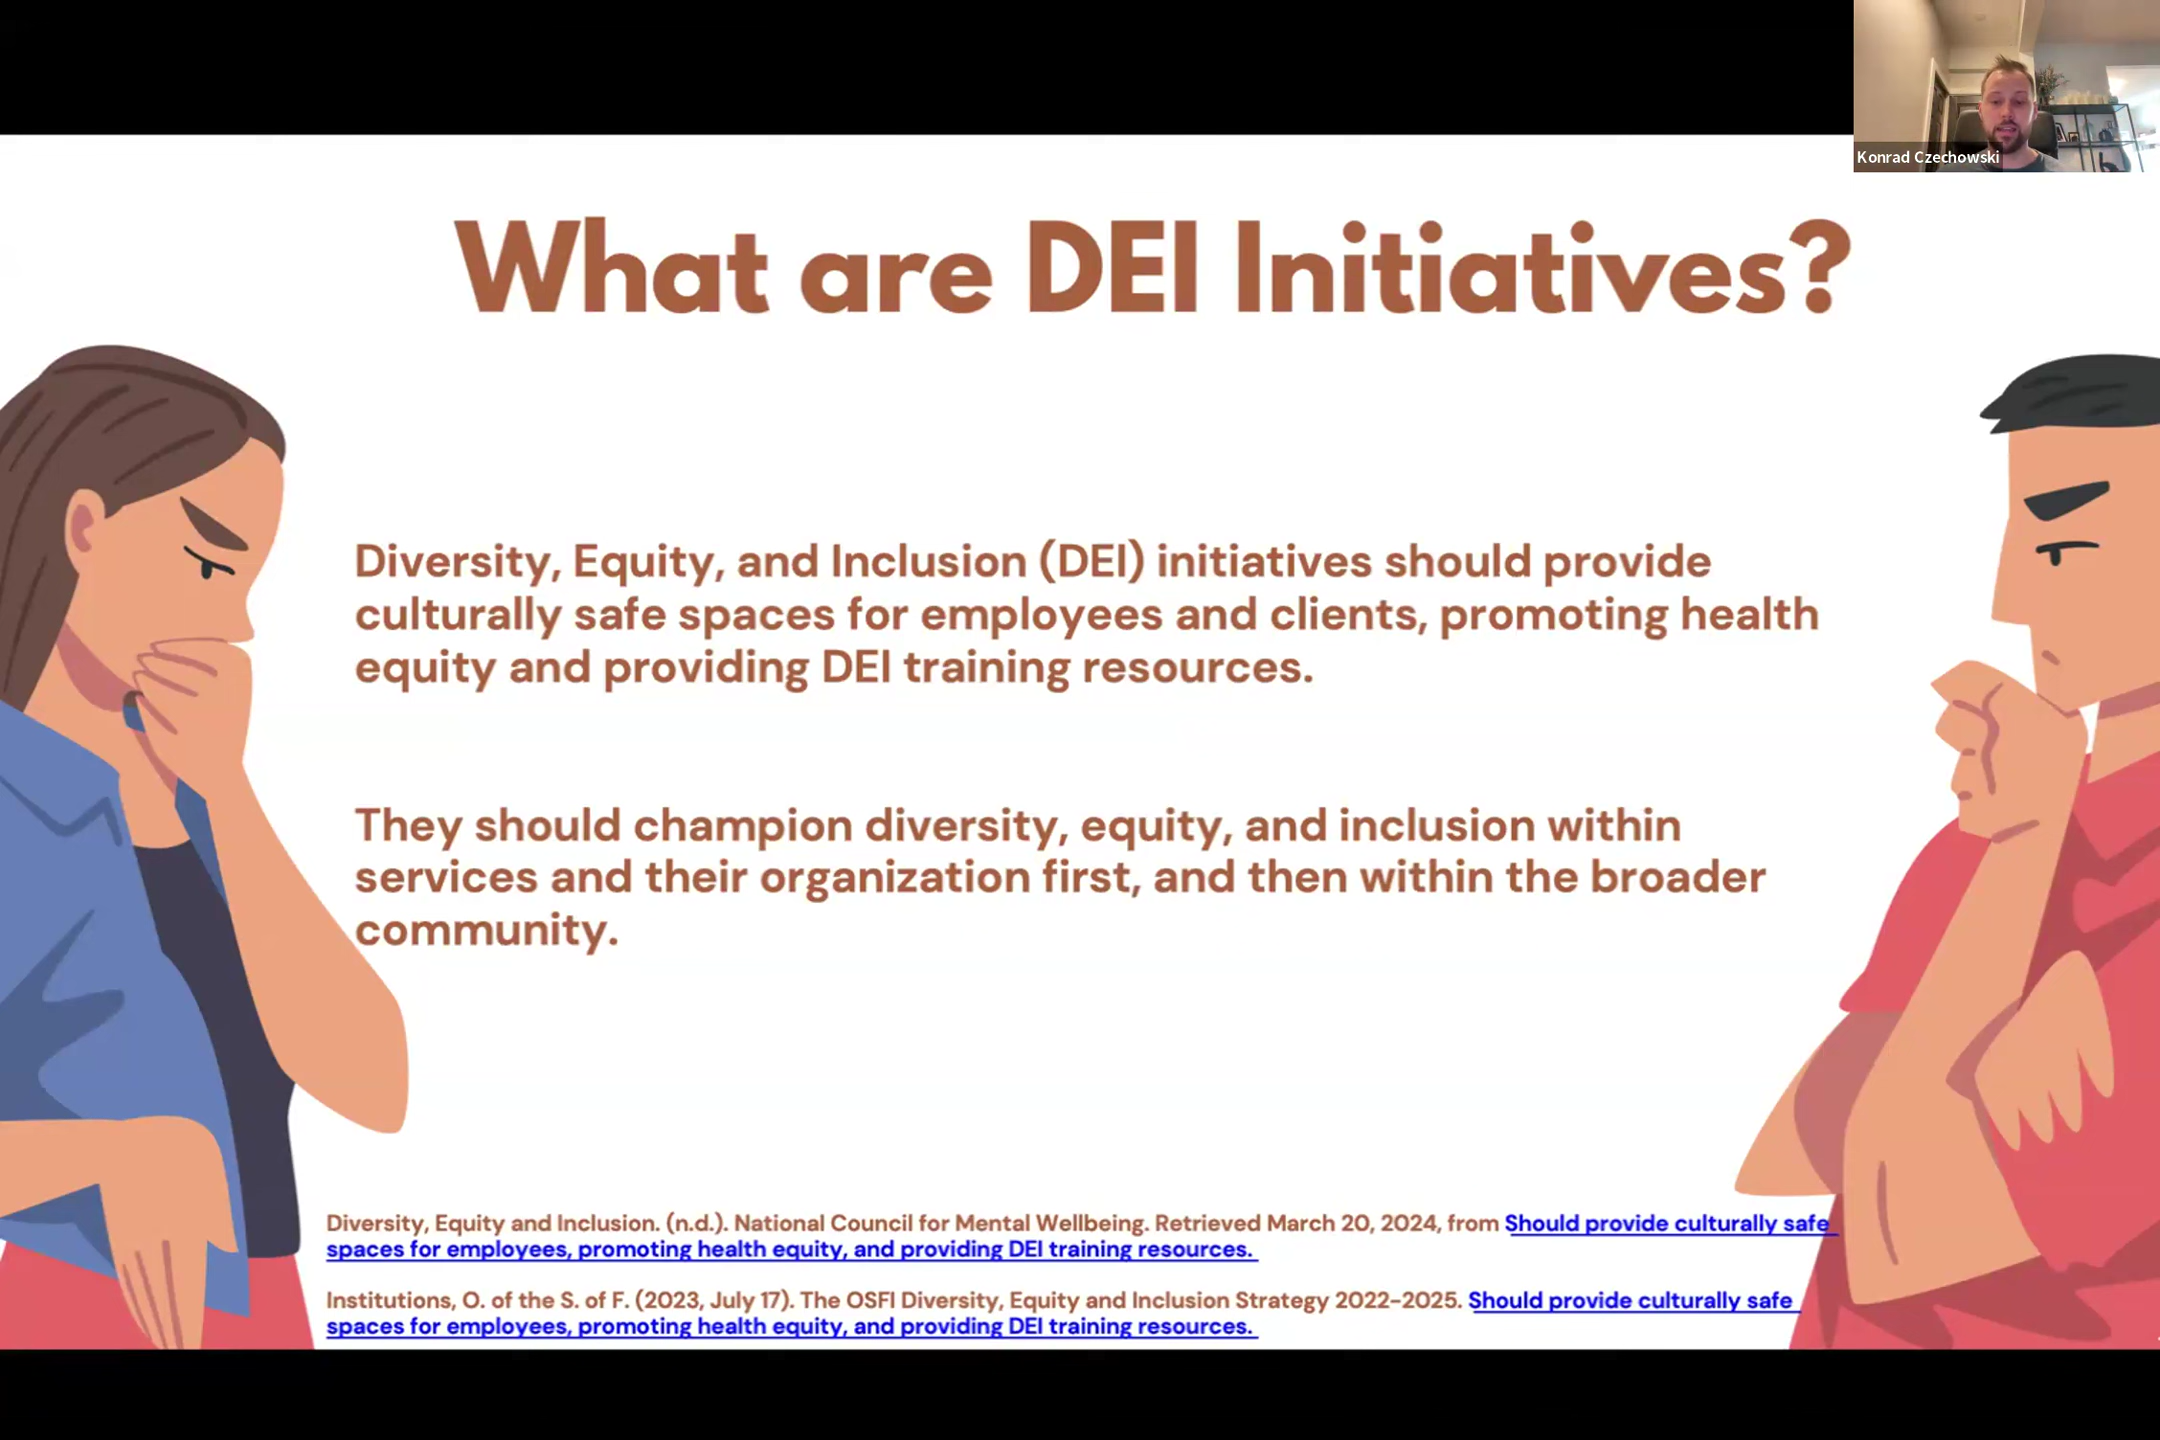 Konrad Czechowski
What are DEI Initiatives?
Diversity, Equity, and Inclusion (DEI) initiatives should provide
culturally safe spaces for employees and clients, promoting health
equity and providing DEI training resources.
They should champion diversity, equity, and inclusion within
services and their organization first, and then within the broader
community.
Diversity, Equity and Inclusion. (n.d.). National Council for Mental Wellbeing. Retrieved March 20, 2024, from Should provide culturally safe
spaces for employees, promoting health equity, and providing DEI training resources.
Institutions, O. of the S. of F. (2023, July 17). The OSFI Diversity, Equity and Inclusion Strategy 2022-2025. Should provide culturally safe
spaces for employees, promoting health equity, and providing DEI training resources.